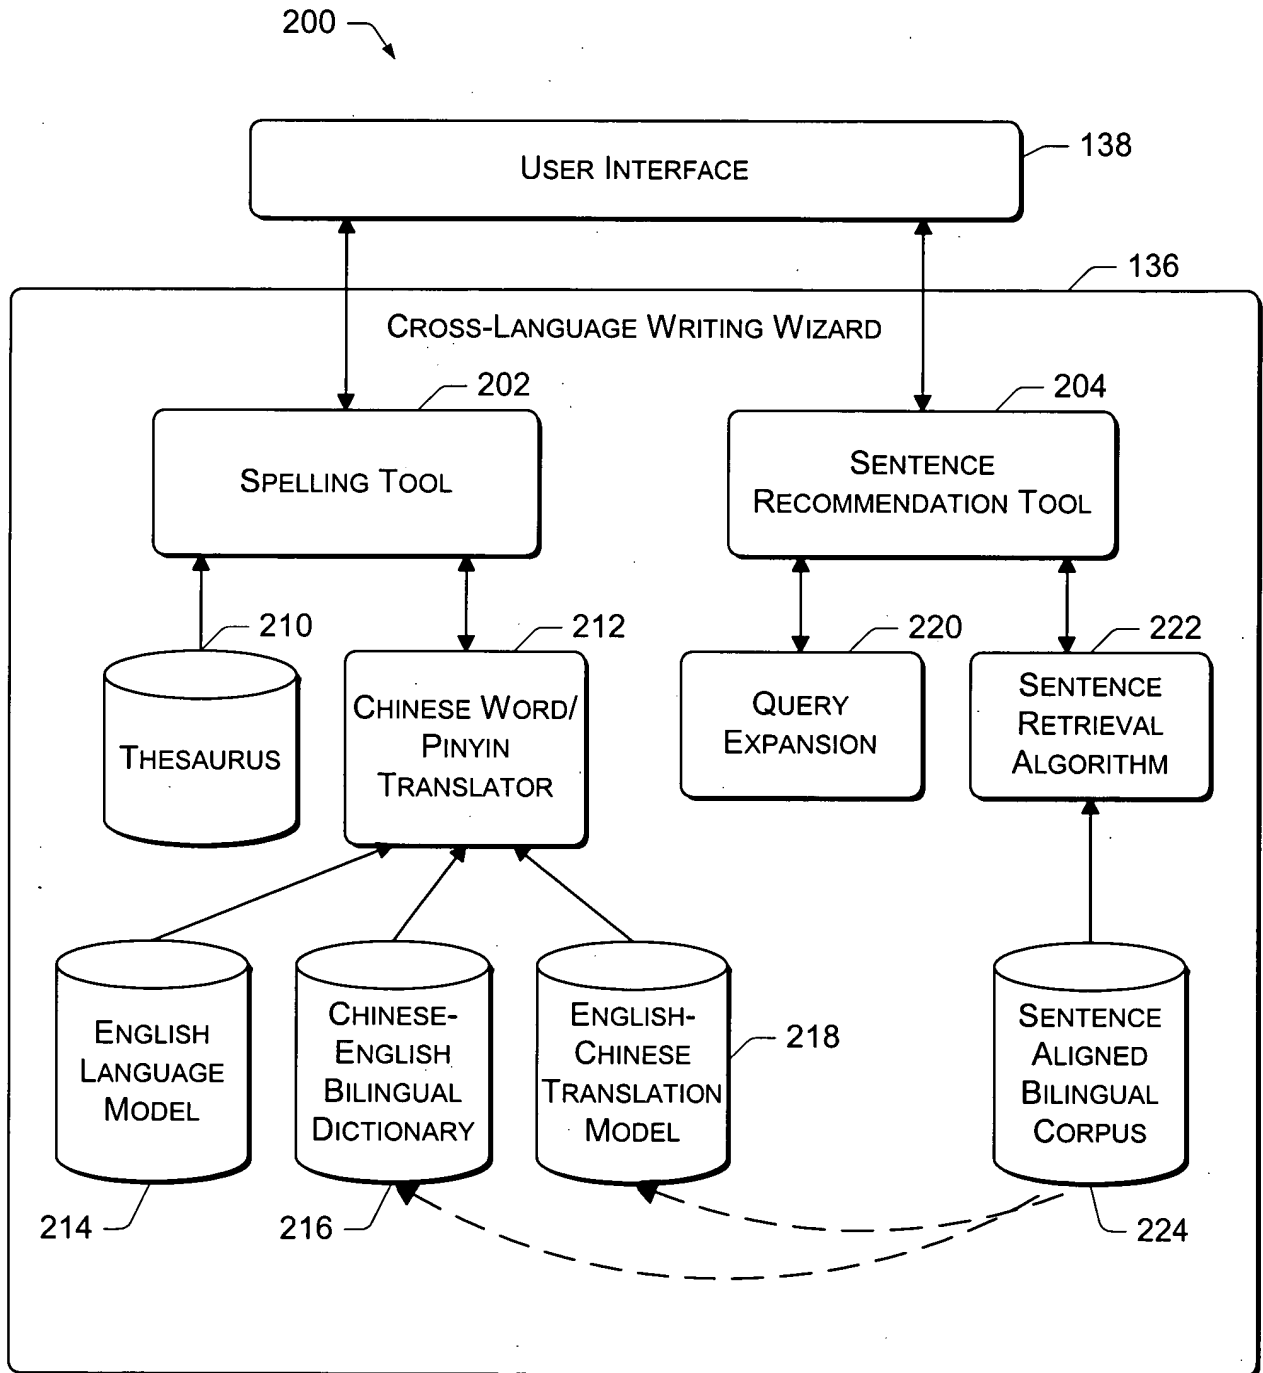 200
USER INTERFACE
138
136
CROSS-LANGUAGE WRITING WIZARD
202
SPELLING TOOL
204
SENTENCE
RECOMMENDATION TOOL
210
THESAURUS
212
CHINESE WORD/
PINYIN
TRANSLATOR
220
QUERY
EXPANSION
222
SENTENCE
RETRIEVAL
ALGORITHM
ENGLISH
LANGUAGE
MODEL
214
CHINESE-
ENGLISH
BILINGUAL
DICTIONARY
216
ENGLISH-
CHINESE
TRANSLATION
MODEL
218
SENTENCE
ALIGNED
BILINGUAL
CORPUS
224